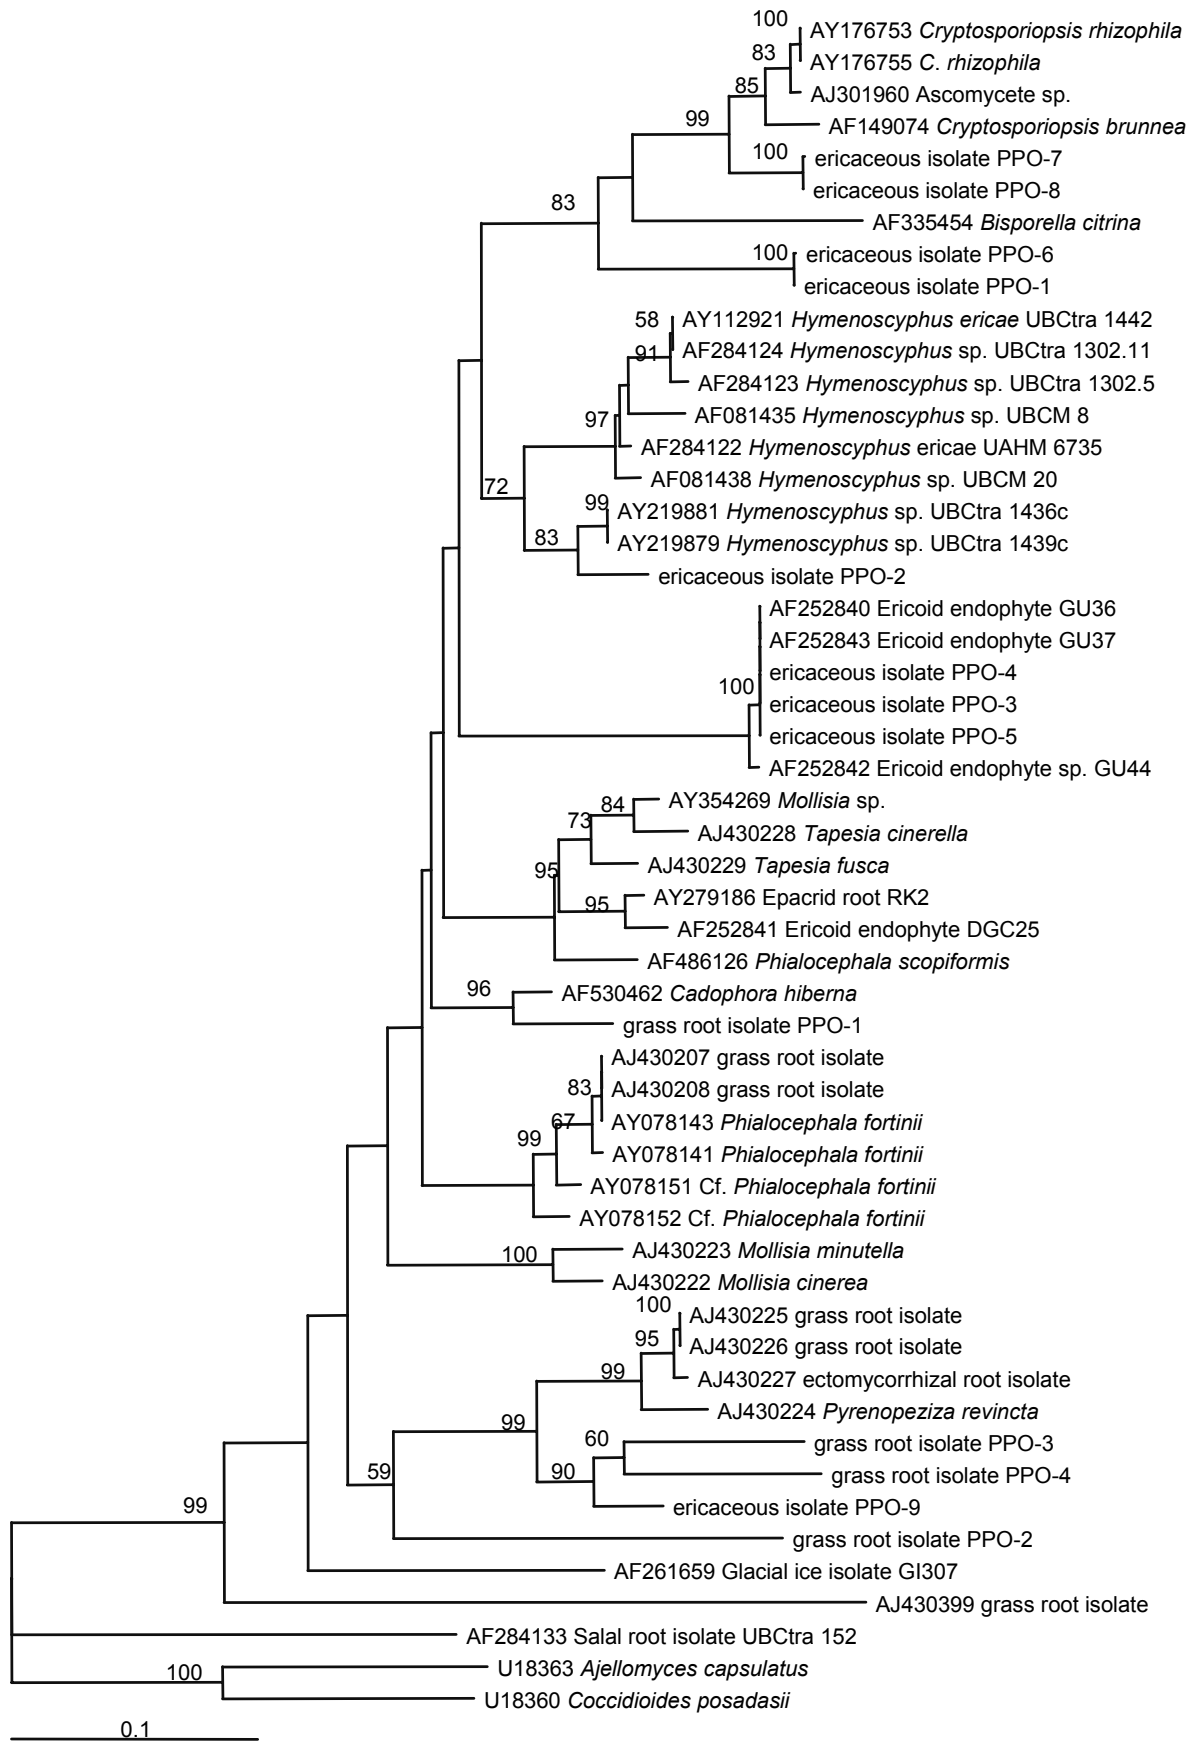 100
AY176753 Cryptosporiopsis rhizophila
83
AY176755 C. rhizophila
85
AJ301960 Ascomycete sp.
99
AF149074 Cryptosporiopsis brunnea
100
ericaceous isolate PPO-7
ericaceous isolate PPO-8
83
AF335454 Bisporella citrina
100
ericaceous isolate PPO-6
ericaceous isolate PPO-1
58
AY112921 Hymenoscyphus ericae UBCtra 1442
91
AF284124 Hymenoscyphus sp. UBCtra 1302.11
AF284123 Hymenoscyphus sp. UBCtra 1302.5
97
AF081435 Hymenoscyphus sp. UBCM 8
AF284122 Hymenoscyphus ericae UAHM 6735
72
AF081438 Hymenoscyphus sp. UBCM 20
99
AY219881 Hymenoscyphus sp. UBCtra 1436c
83
AY219879 Hymenoscyphus sp. UBCtra 1439c
ericaceous isolate PPO-2
AF252840 Ericoid endophyte GU36
AF252843 Ericoid endophyte GU37
ericaceous isolate PPO-4
100
ericaceous isolate PPO-3
ericaceous isolate PPO-5
AF252842 Ericoid endophyte sp. GU44
84
AY354269 Mollisia sp.
73
AJ430228 Tapesia cinerella
95
AJ430229 Tapesia fusca
95
AY279186 Epacrid root RK2
AF252841 Ericoid endophyte DGC25
AF486126 Phialocephala scopiformis
96
AF530462 Cadophora hiberna
grass root isolate PPO-1
AJ430207 grass root isolate
83
AJ430208 grass root isolate
67
AY078143 Phialocephala fortinii
99
AY078141 Phialocephala fortinii
AY078151 Cf. Phialocephala fortinii
AY078152 Cf. Phialocephala fortinii
100
AJ430223 Mollisia minutella
AJ430222 Mollisia cinerea
100
AJ430225 grass root isolate
95
AJ430226 grass root isolate
99
AJ430227 ectomycorrhizal root isolate
AJ430224 Pyrenopeziza revincta
99
60
grass root isolate PPO-3
59
90
grass root isolate PPO-4
99
ericaceous isolate PPO-9
grass root isolate PPO-2
AF261659 Glacial ice isolate GI307
AJ430399 grass root isolate
AF284133 Salal root isolate UBCtra 152
100
U18363 Ajellomyces capsulatus
U18360 Coccidioides posadasii
0.1